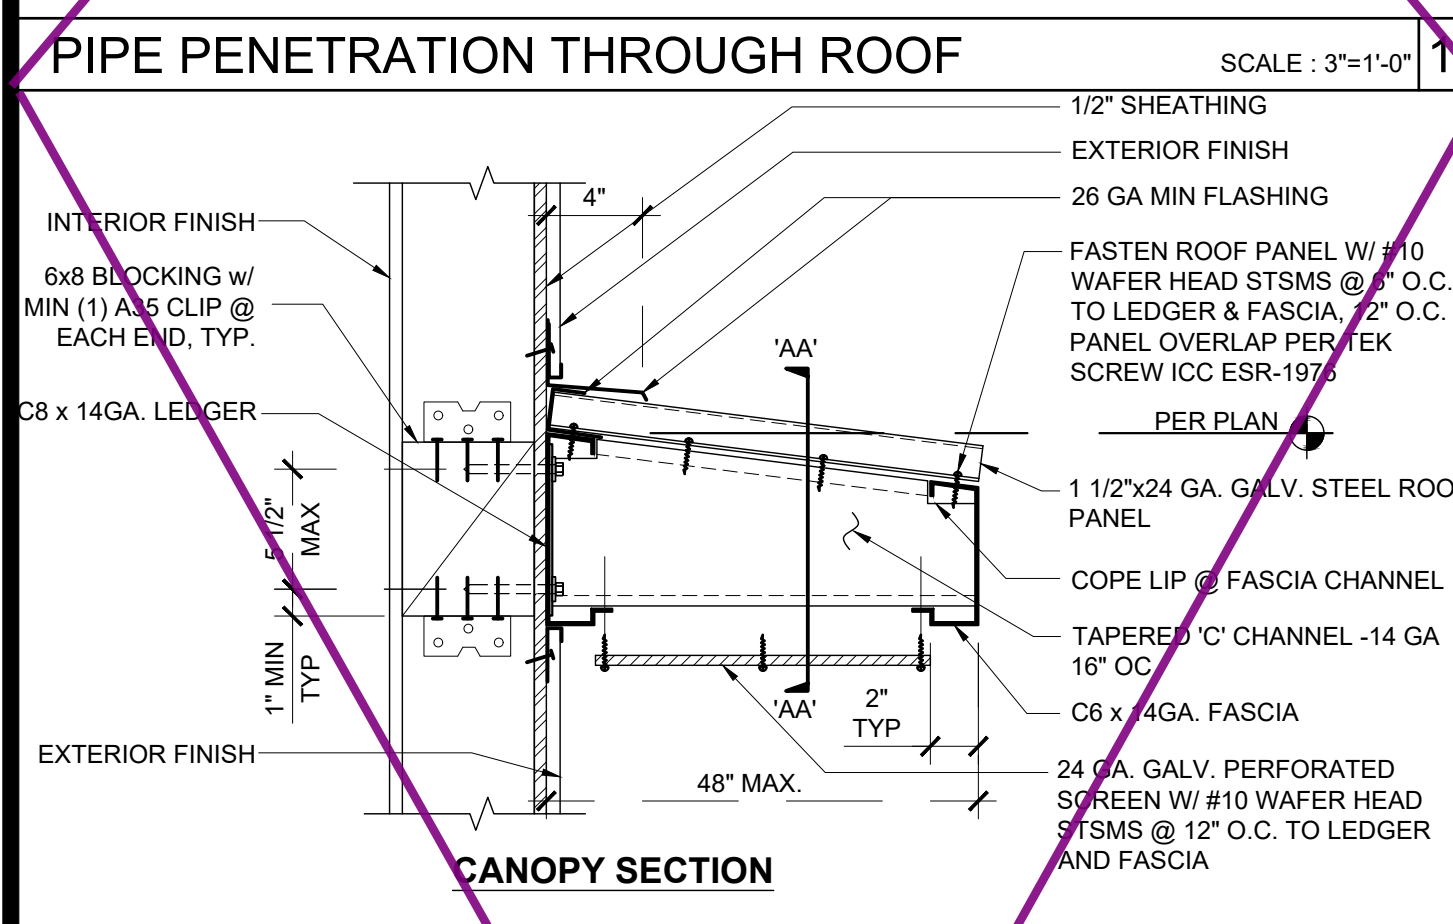 PIPE PENETRATION THROUGH ROOF
SCALE : 3"=1'-0"
1/2" SHEATHING
EXTERIOR FINISH
26 GA MIN FLASHING
FASTEN ROOF PANEL W/ #10
WAFER HEAD STSMS @ 6" O.C.
TO LEDGER & FASCIA, 12" O.C.
PANEL OVERLAP PER TEK
SCREW ICC ESR-1976
PER PLAN
1 1/2"x24 GA. GALV. STEEL
PANEL
COPE LIP @ FASCIA CHANNEL
TAPERED 'C' CHANNEL -14 GA
16" OC
C6 x 14GA. FASCIA
24 GA. GALV. PERFORATED
SCREEN W/ #10 WAFER HEAD
STSMS @ 12" O.C. TO LEDGER
AND FASCIA
INTERIOR FINISH
6x8 BLOCKING w/
MIN (1) A35 CLIP @
EACH END, TYP.
C8 x 14GA. LEDGER
5 1/2"
MAX
1" MIN
TYP
EXTERIOR FINISH
4"
'AA'
'AA'
2"
TYP
48" MAX.
CANOPY SECTION